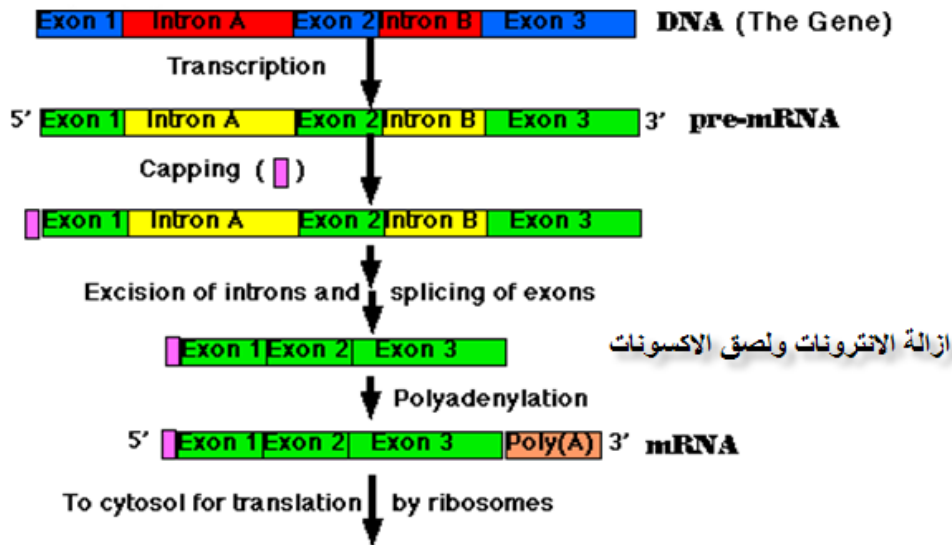 Exon 1 Intron A Exon 2 Intron B Exon 3 DNA (The Gene)
Transcription
5' Exon 1 Intron A Exon 2 Intron B Exon 3 3' pre-mRNA
Capping ( )
Exon 1 Intron A Exon 2 Intron B Exon 3
Excision of introns and splicing of exons
Exon 1 Exon 2 Exon 3 ازالة الانترونات ولصق الاكسونات
Polyadenylation
5' Exon 1 Exon 2 Exon 3 Poly(A) 3' mRNA
To cytosol for translation by ribosomes